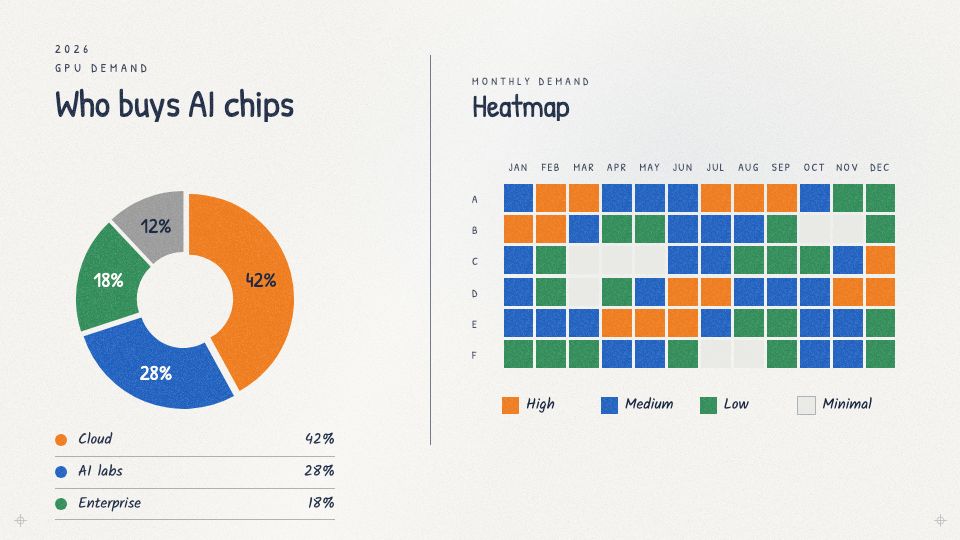 2026
GPU DEMAND
Who buys AI chips
12%
42%
18%
28%
Cloud 42%
AI labs 28%
Enterprise 18%
MONTHLY DEMAND
Heatmap
JAN FEB MAR APR MAY JUN JUL AUG SEP OCT NOV DEC
A
B
C
D
E
F
High Medium Low Minimal